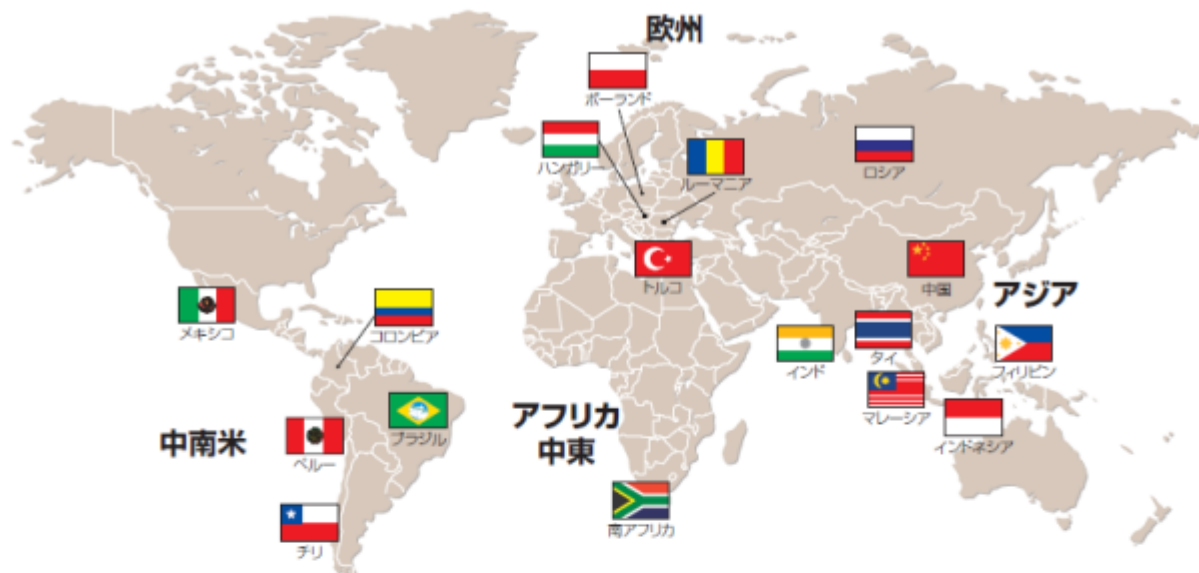 欧州
ポーランド
ハンガリー
ルーマニア
ロシア
トルコ
中国
アジア
メキシコ
コロンビア
インド
タイ
フィリピン
マレーシア
インドネシア
ブラジル
ペルー
中南米
アフリカ
中東
南アフリカ
チリ